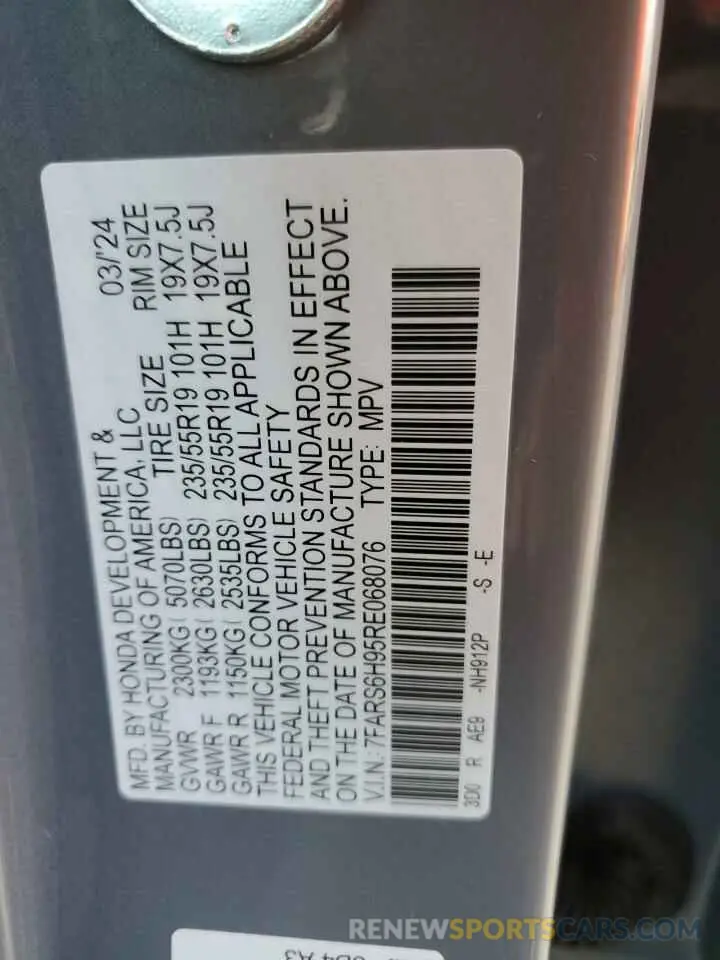 MFD. BY HONDA DEVELOPMENT & 03/'24
MANUFACTURING OF AMERICA, LLC
GVWR 2300KG( 5070LBS) TIRE SIZE RIM SIZE
GAWR F 1193KG( 2630LBS) 235/55R19 101H 19X7.5J
GAWR R 1150KG( 2535LBS) 235/55R19 101H 19X7.5J
THIS VEHICLE CONFORMS TO ALL APPLICABLE
FEDERAL MOTOR VEHICLE SAFETY
AND THEFT PREVENTION STANDARDS IN EFFECT
ON THE DATE OF MANUFACTURE SHOWN ABOVE.
V.I.N: 7FARS6H95RE068076 TYPE: MPV
3D0 R AE9 -NH912P -S -E
RENEWSPORTSCARS.COM